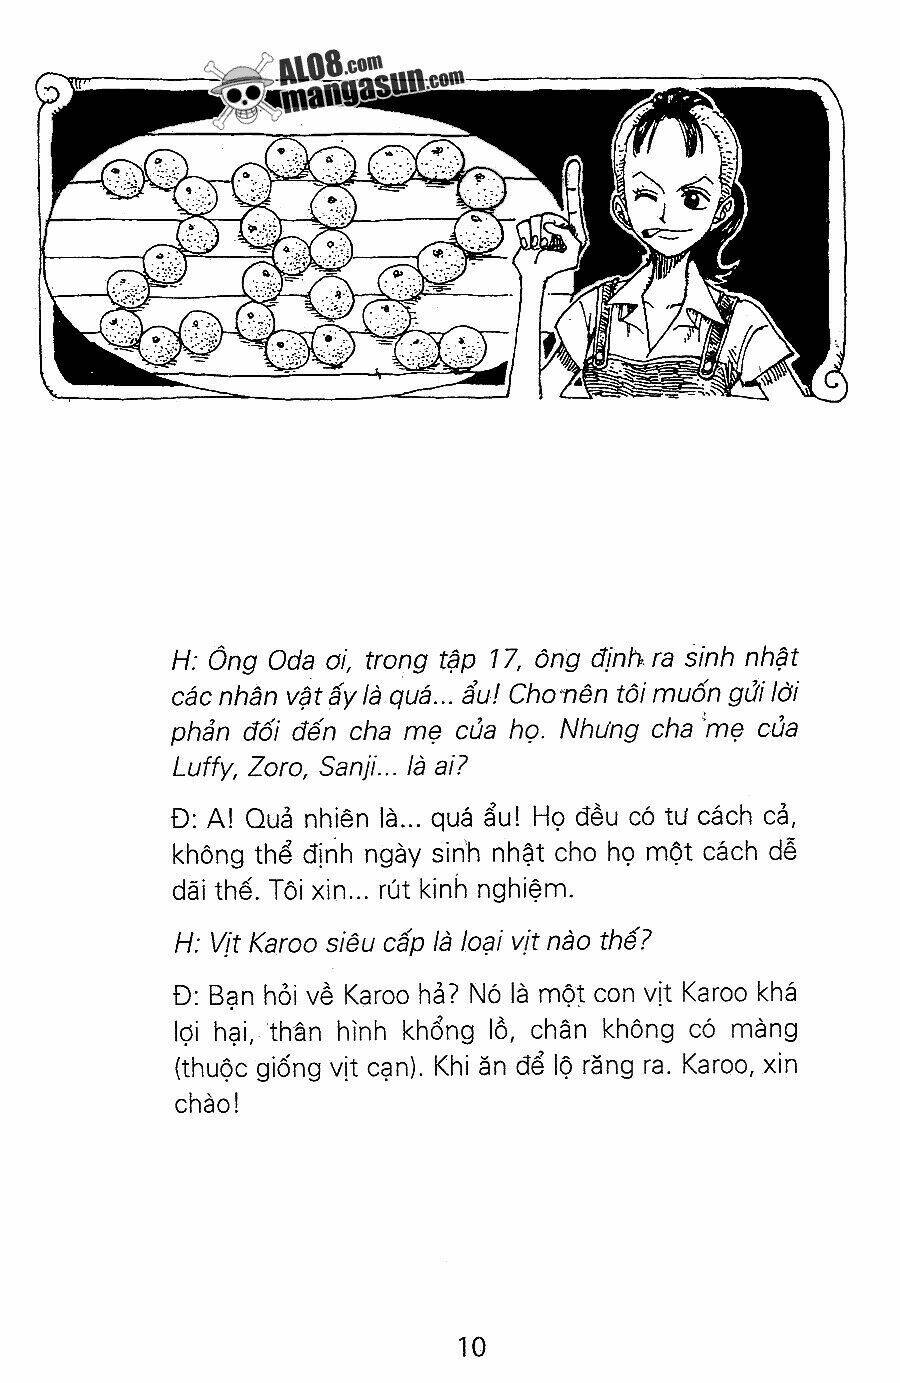 AL08.com
mangasun.com
H: Ông Oda ơi, trong tập 17, ông định ra sinh nhật
các nhân vật ấy là quá... ẩu! Cho nên tôi muốn gửi lời
phản đối đến cha mẹ của họ. Nhưng cha mẹ của
Luffy, Zoro, Sanji... là ai?
Đ: A! Quả nhiên là... quá ẩu! Họ đều có tư cách cả,
không thể định ngày sinh nhật cho họ một cách dễ
dãi thế. Tôi xin... rút kinh nghiệm.
H: Vịt Karoo siêu cấp là loại vịt nào thế?
Đ: Bạn hỏi về Karoo hả? Nó là một con vịt Karoo khá
lợi hại, thân hình khổng lồ, chân không có màng
(thuộc giống vịt cạn). Khi ăn để lộ răng ra. Karoo, xin
chào!
10